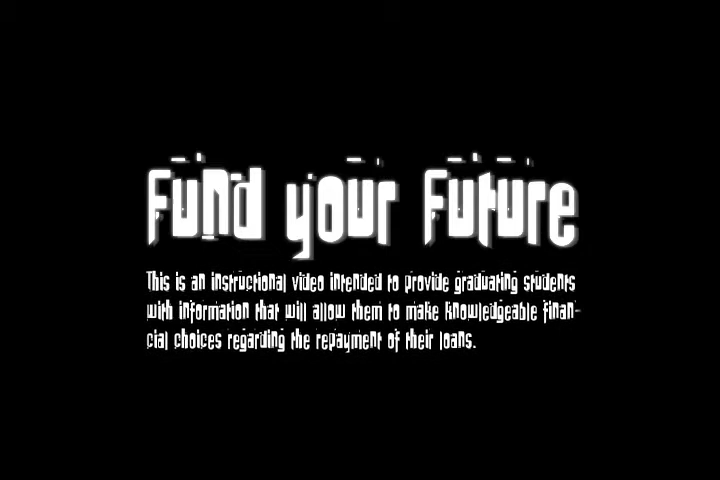 Fund your Future
This is an instructional video intended to provide graduating students
with information that will allow them to make knowledgeable finan-
cial choices regarding the repayment of their loans.